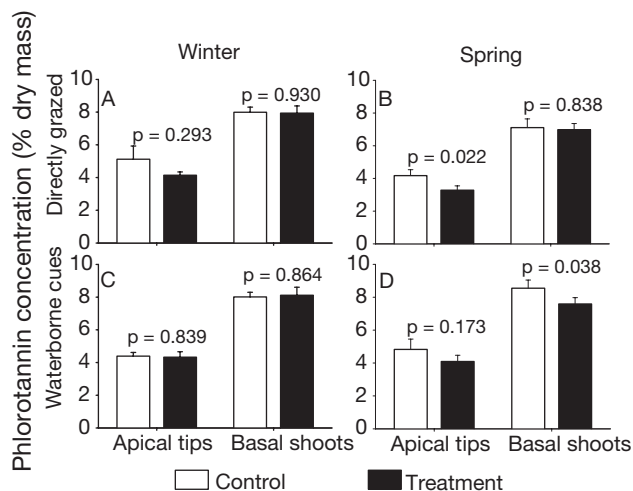 Winter
Spring
Phlorotannin concentration (% dry mass)
Directly grazed
10
8
6
4
2
0
A
p = 0.293
p = 0.930
10
8
6
4
2
0
B
p = 0.022
p = 0.838
Waterborne cues
10
8
6
4
2
0
C
p = 0.839
p = 0.864
10
8
6
4
2
0
D
p = 0.173
p = 0.038
Apical tips Basal shoots
Apical tips Basal shoots
Control Treatment